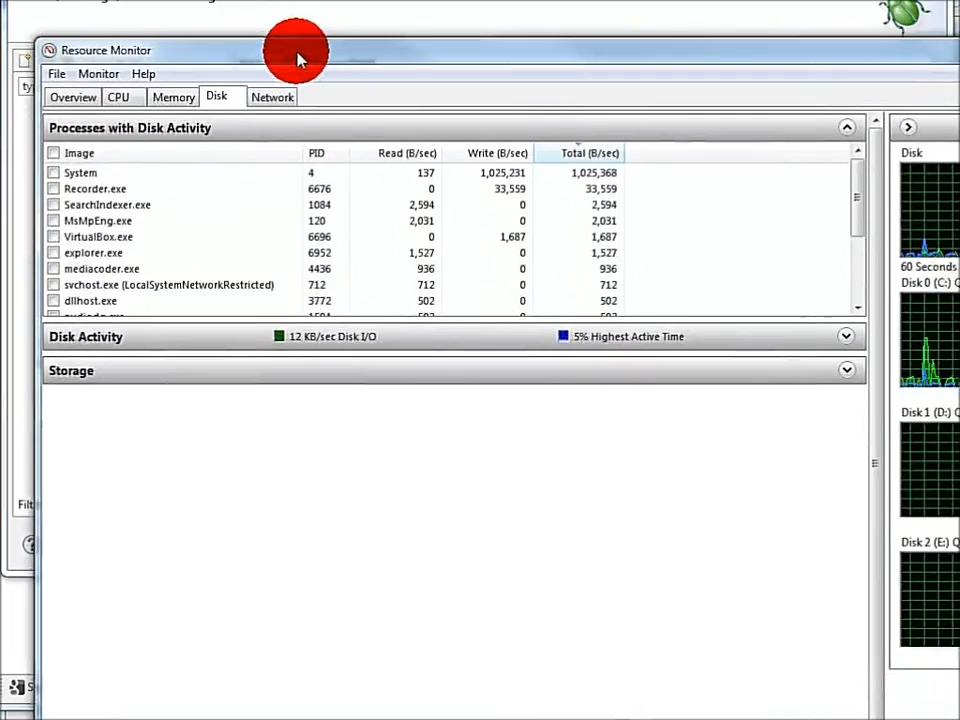 Resource Monitor
File Monitor Help
ty
Overview CPU Memory Disk Network
Processes with Disk Activity
Image PID Read (B/sec) Write (B/sec) Total (B/sec)
System 4 137 1,025,231 1,025,368
Recorder.exe 6676 0 33,559 33,559
SearchIndexer.exe 1084 2,594 0 2,594
MsMpEng.exe 120 2,031 0 2,031
VirtualBox.exe 6696 0 1,687 1,687
explorer.exe 6952 1,527 0 1,527
mediacoder.exe 4436 936 0 936
svchost.exe (LocalSystemNetworkRestricted) 712 712 0 712
dllhost.exe 3772 502 0 502
Disk Activity 12 KB/sec Disk I/O 5% Highest Active Time
Storage
Filt
Disk
60 Seconds
Disk 0 (C:) Q
Disk 1 (D:) Q
Disk 2 (E:) Q